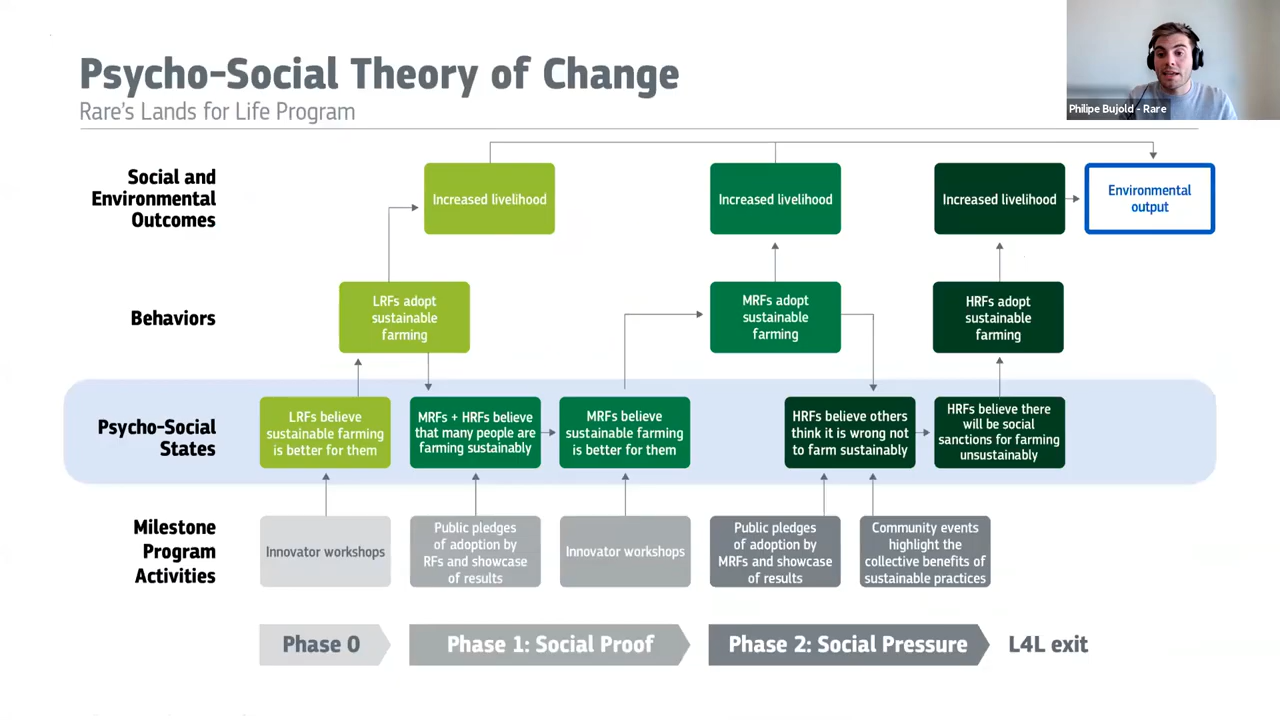 Psycho-Social Theory of Change
Rare's Lands for Life Program
Philipe Bujold - Rare
Social and
Environmental
Outcomes
Increased livelihood
Increased livelihood
Increased livelihood
Environmental
output
Behaviors
LRFs adopt
sustainable
farming
MRFs adopt
sustainable
farming
HRFs adopt
sustainable
farming
Psycho-Social
States
LRFs believe
sustainable farming
is better for them
MRFs + HRFs believe
that many people are
farming sustainably
MRFs believe
sustainable farming
is better for them
HRFs believe others
think it is wrong not
to farm sustainably
HRFs believe there
will be social
sanctions for farming
unsustainably
Milestone
Program
Activities
Innovator workshops
Public pledges
of adoption by
RFs and showcase
of results
Innovator workshops
Public pledges
of adoption by
MRFs and showcase
of results
Community events
highlight the
collective benefits of
sustainable practices
Phase 0
Phase 1: Social Proof
Phase 2: Social Pressure
L4L exit